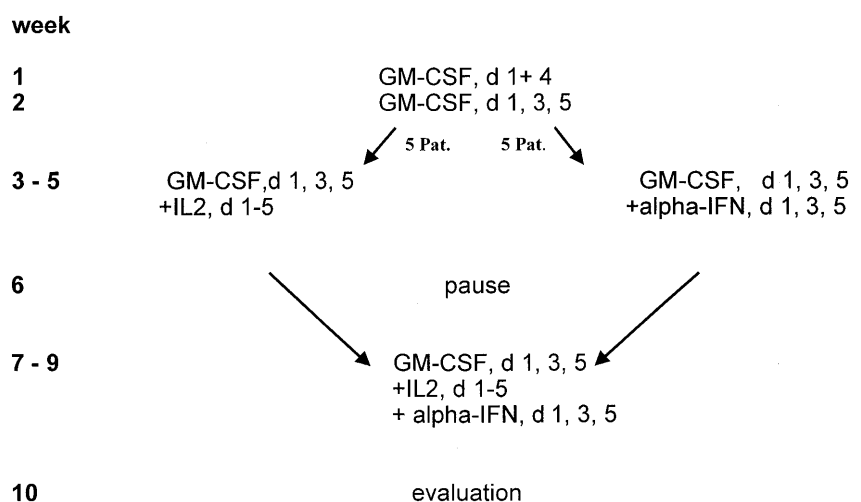 week
1 GM-CSF, d 1+ 4
2 GM-CSF, d 1, 3, 5
5 Pat. 5 Pat.
3 - 5 GM-CSF,d 1, 3, 5 GM-CSF, d 1, 3, 5
+IL2, d 1-5 +alpha-IFN, d 1, 3, 5
6 pause
7 - 9 GM-CSF, d 1, 3, 5
+IL2, d 1-5
+ alpha-IFN, d 1, 3, 5
10 evaluation